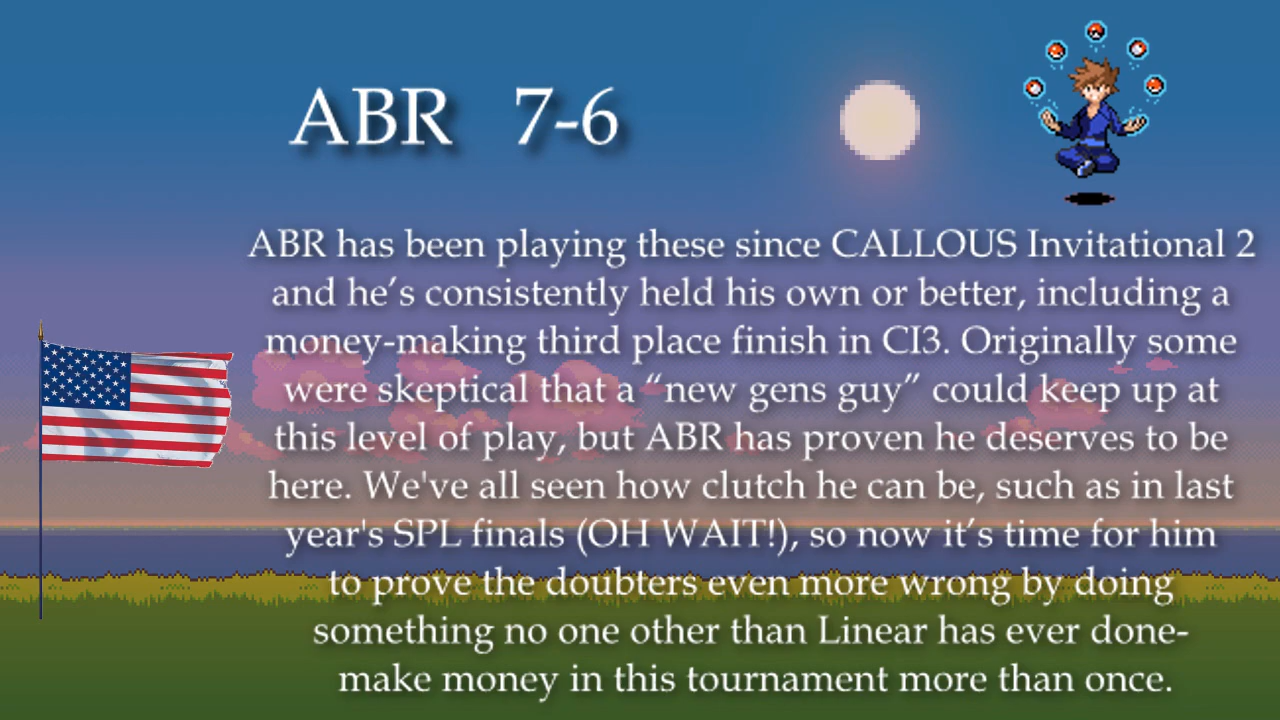 ABR 7-6
ABR has been playing these since CALLOUS Invitational 2
and he’s consistently held his own or better, including a
money-making third place finish in CI3. Originally some
were skeptical that a “new gens guy” could keep up at
this level of play, but ABR has proven he deserves to be
here. We've all seen how clutch he can be, such as in last
year's SPL finals (OH WAIT!), so now it’s time for him
to prove the doubters even more wrong by doing
something no one other than Linear has ever done-
make money in this tournament more than once.